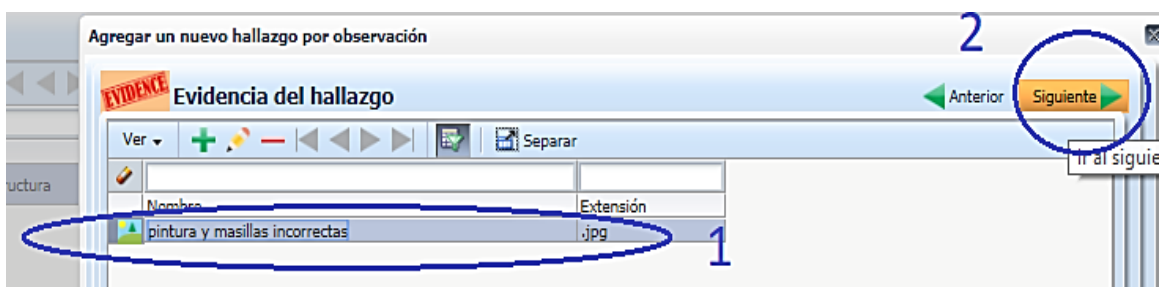 Agregar un nuevo hallazgo por observación
2
EVIDENCE
Evidencia del hallazgo
Anterior
Siguiente
Ver
Separar
Ir al siguie
uctura
Nombre
Extensión
pintura y masillas incorrectas
.jpg
1